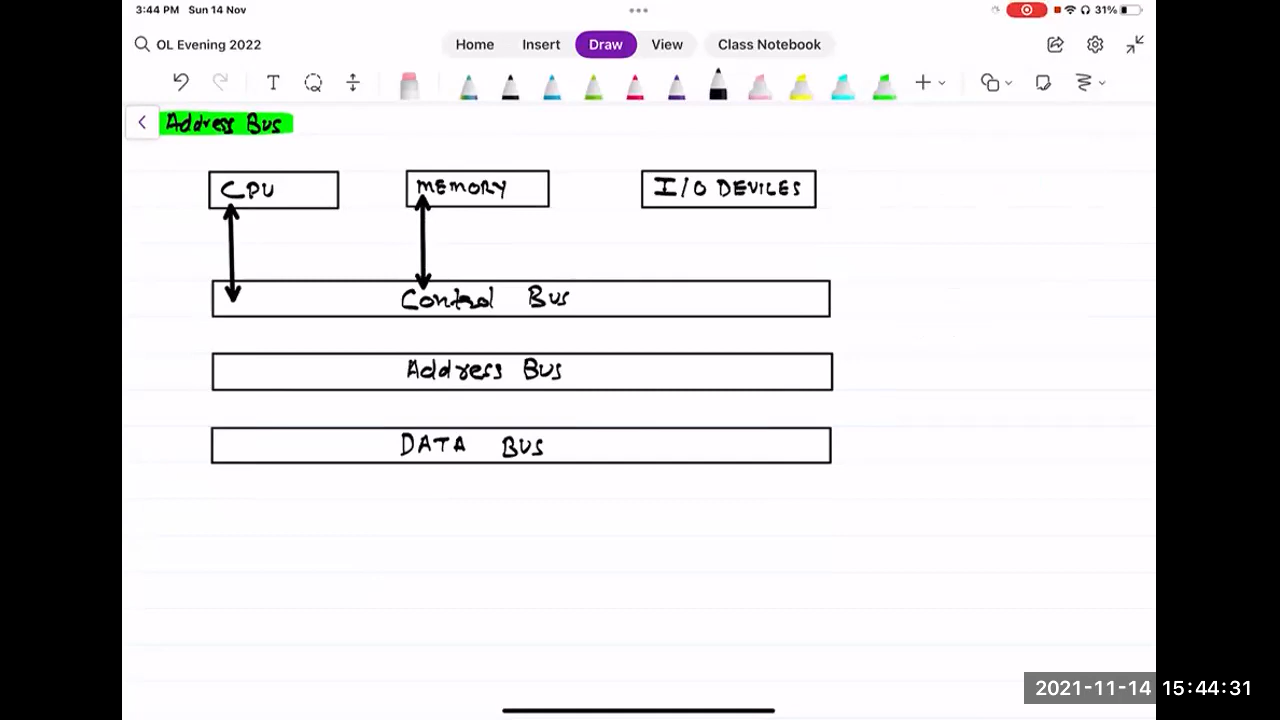 3:44 PM Sun 14 Nov
31%
OL Evening 2022
Home Insert Draw View Class Notebook
T
Address Bus
CPU MEMORY I/O DEVICES
Control Bus
Address Bus
DATA BUS
2021-11-14 15:44:31